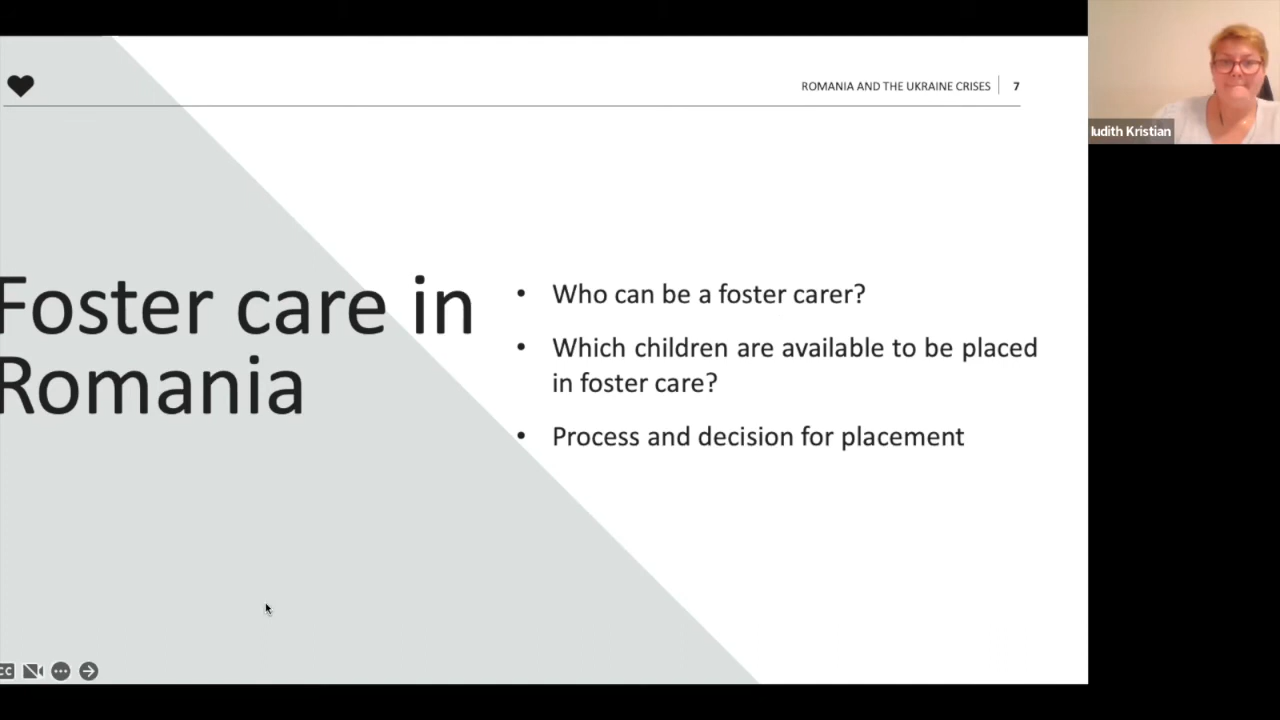 ROMANIA AND THE UKRAINE CRISES 7
Iudith Kristian
Foster care in
Romania
• Who can be a foster carer?
• Which children are available to be placed
in foster care?
• Process and decision for placement
CC